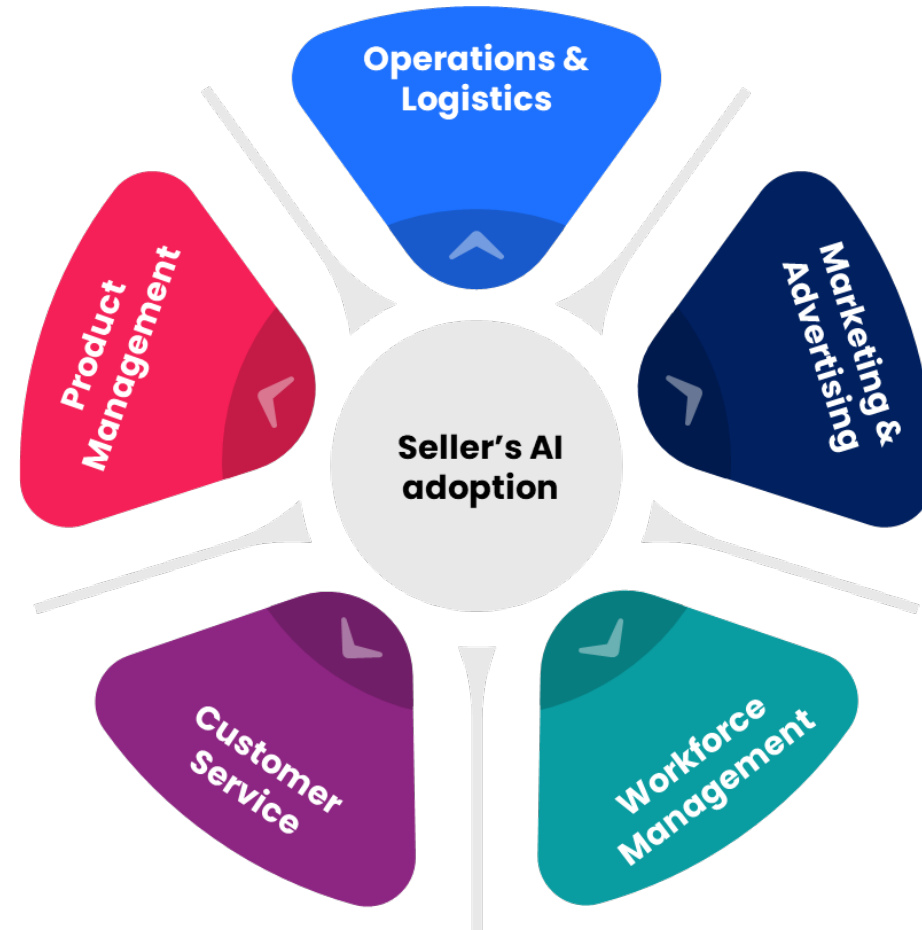 Operations &
Logistics
Marketing &
Advertising
Workforce
Management
Customer
Service
Product
Management
Seller’s AI
adoption